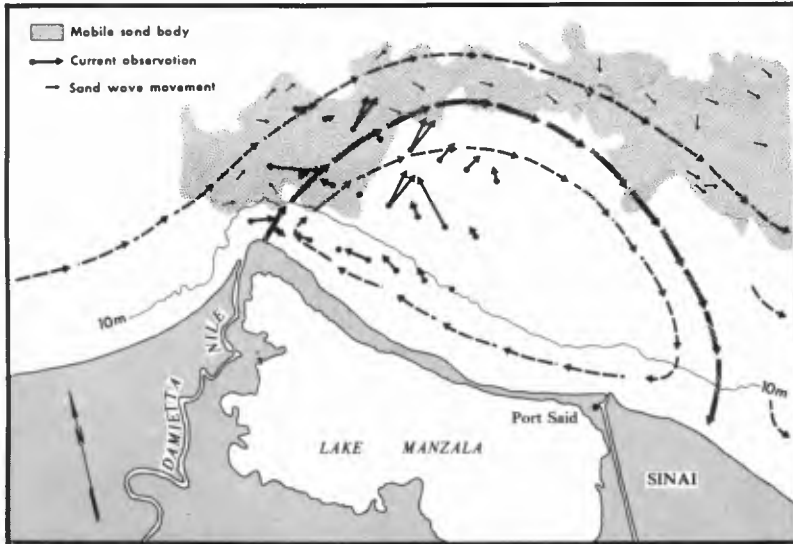 Mobile sand body
Current observation
Sand wave movement
10m
10m
DAMIETTA NILE
Port Said
LAKE MANZALA
SINAI